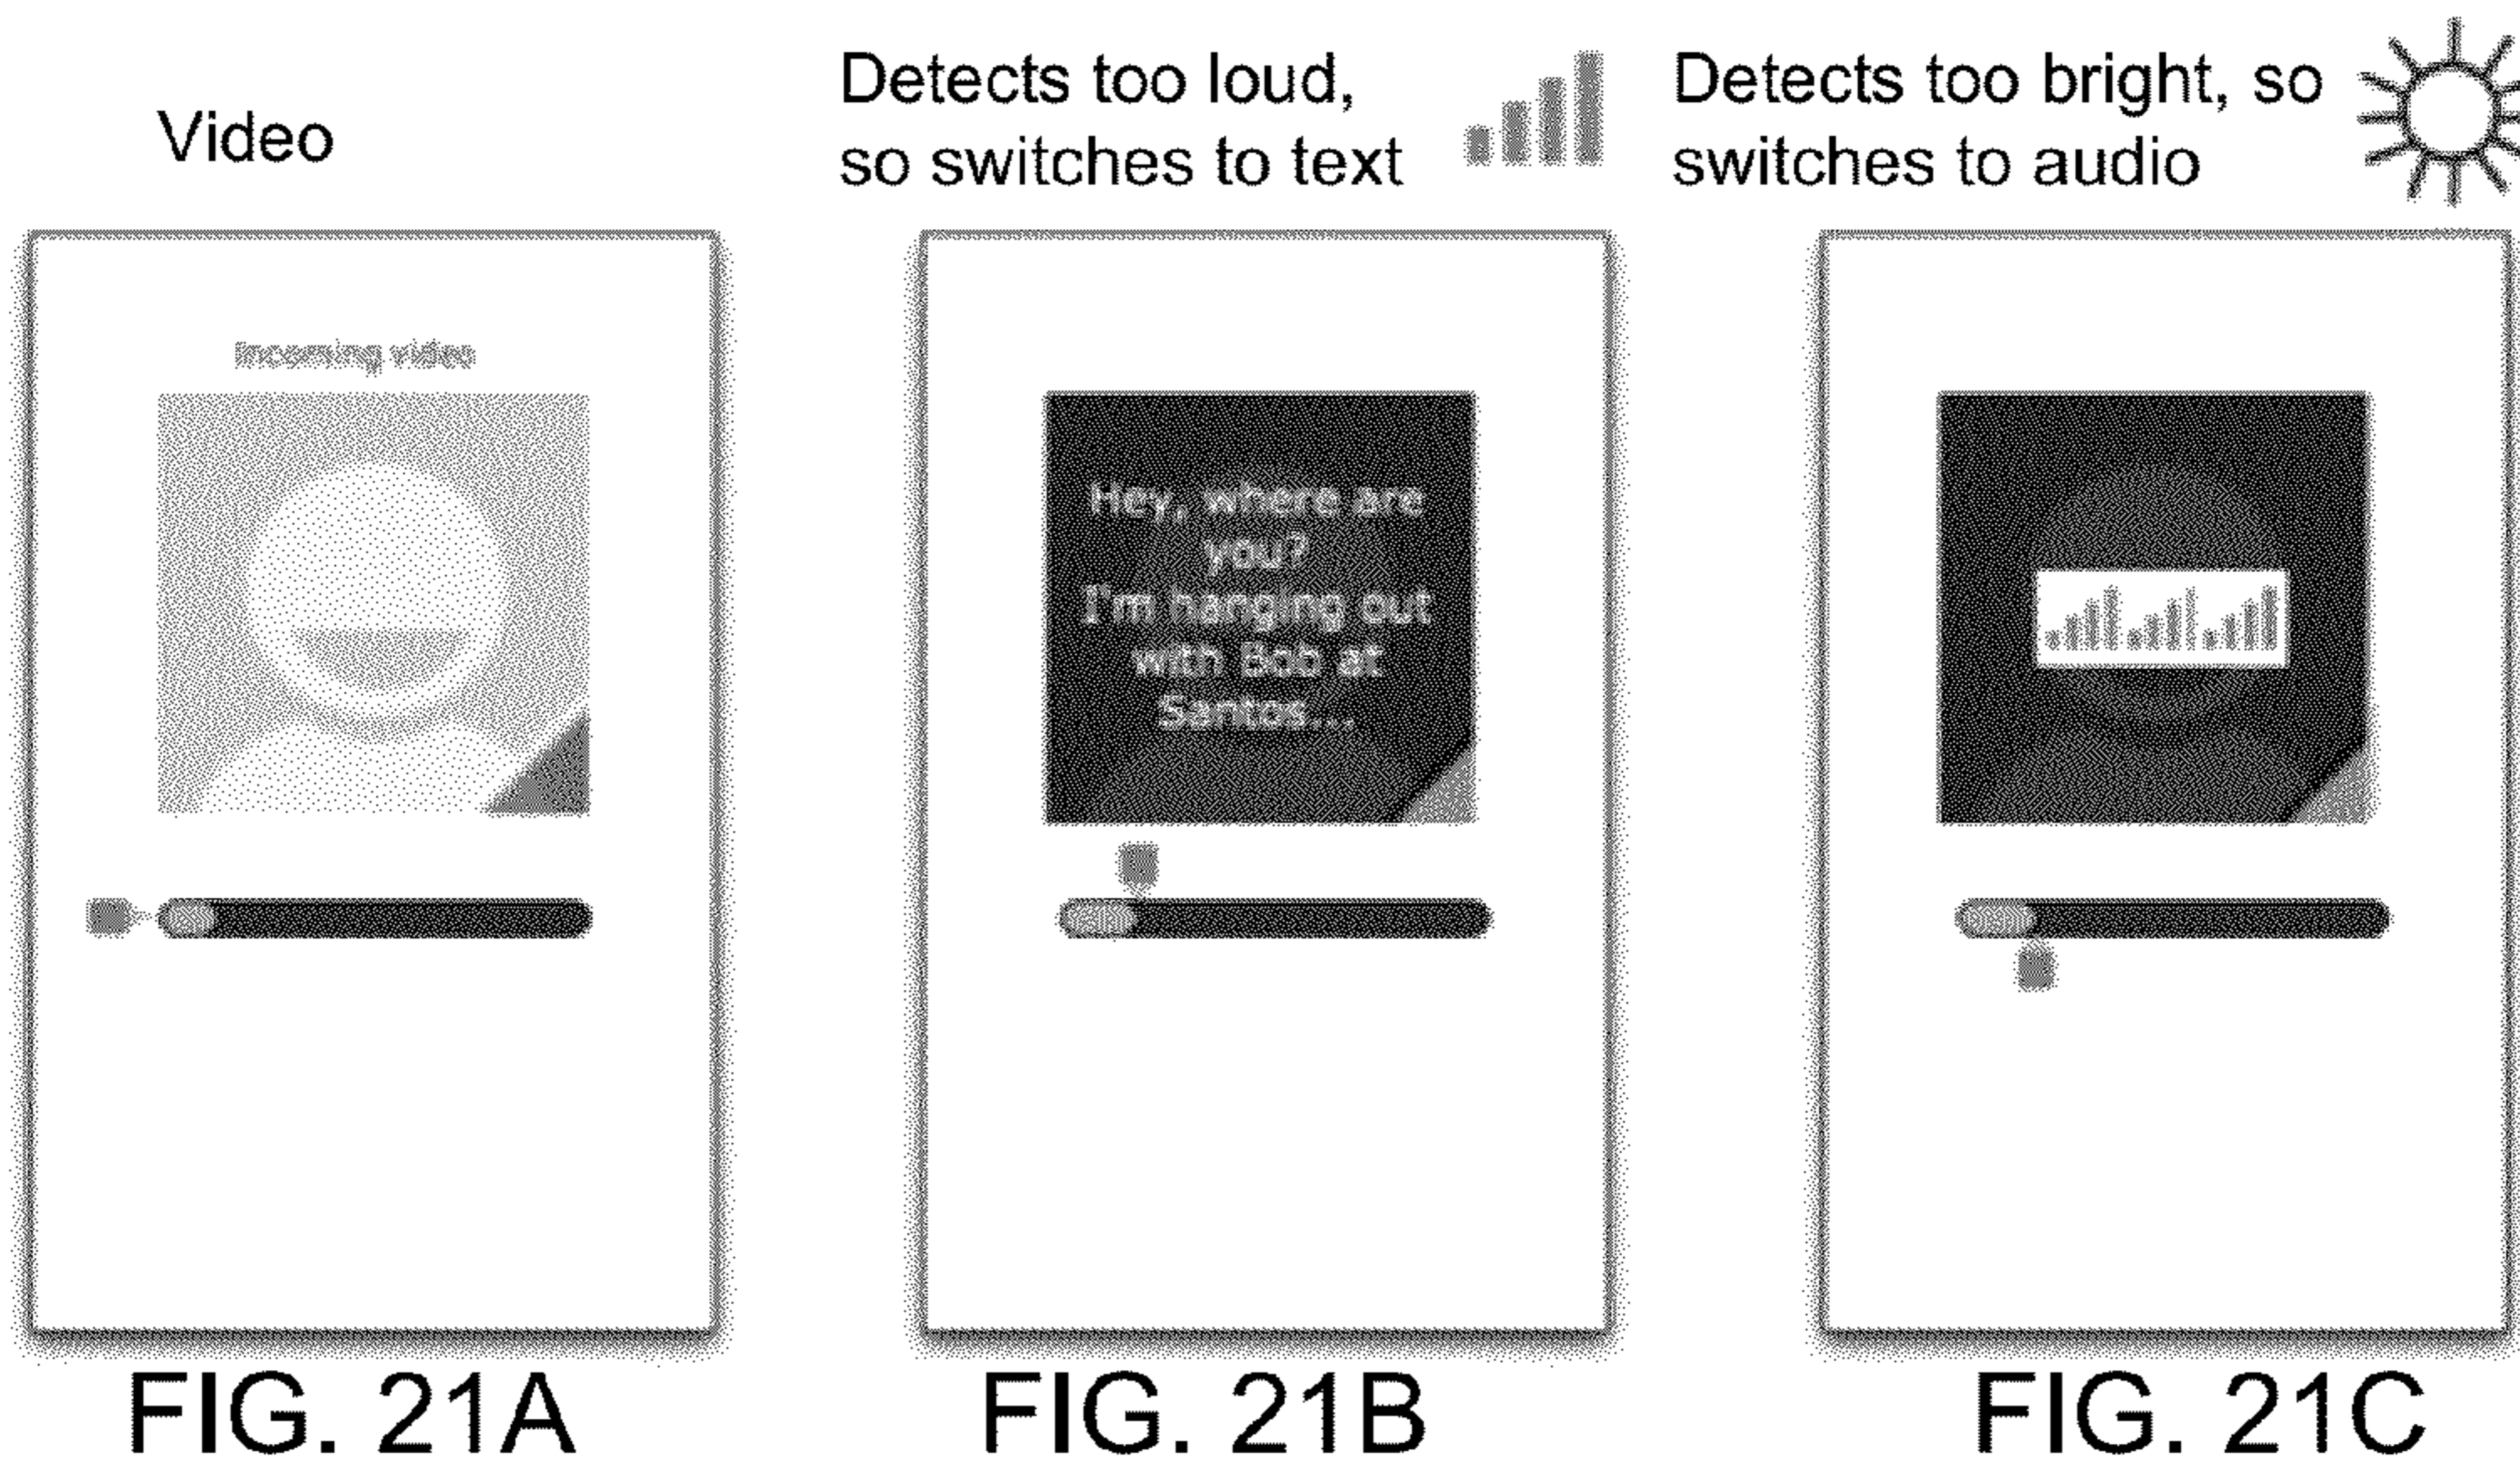 Video
Detects too loud,
so switches to text
Detects too bright, so
switches to audio
Incoming video
Hey, where are
you?
I'm hanging out
with Bob at
Santos...
FIG. 21A
FIG. 21B
FIG. 21C